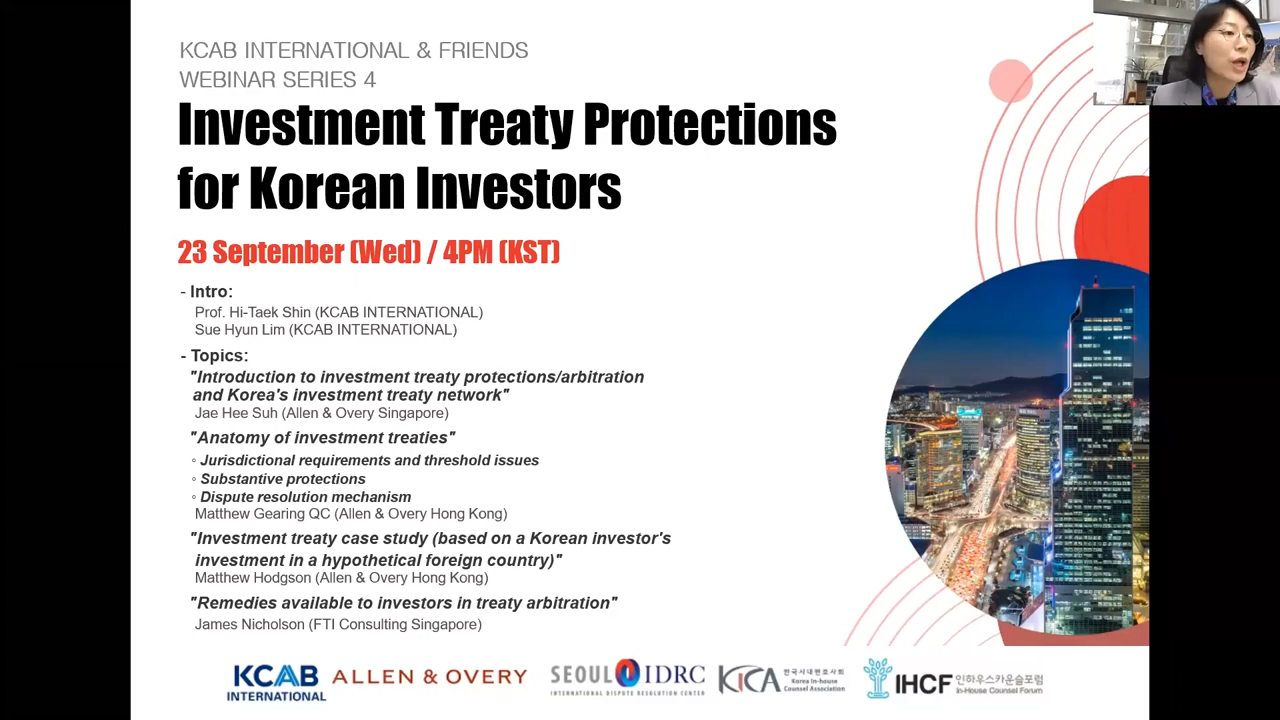 KCAB INTERNATIONAL & FRIENDS
WEBINAR SERIES 4
Investment Treaty Protections
for Korean Investors
23 September (Wed) / 4PM (KST)
- Intro:
Prof. Hi-Taek Shin (KCAB INTERNATIONAL)
Sue Hyun Lim (KCAB INTERNATIONAL)
- Topics:
"Introduction to investment treaty protections/arbitration
and Korea's investment treaty network"
Jae Hee Suh (Allen & Overy Singapore)
"Anatomy of investment treaties"
◦ Jurisdictional requirements and threshold issues
◦ Substantive protections
◦ Dispute resolution mechanism
Matthew Gearing QC (Allen & Overy Hong Kong)
"Investment treaty case study (based on a Korean investor's
investment in a hypothetical foreign country)"
Matthew Hodgson (Allen & Overy Hong Kong)
"Remedies available to investors in treaty arbitration"
James Nicholson (FTI Consulting Singapore)
KCAB
INTERNATIONAL
ALLEN & OVERY
SEOUL IDRC
INTERNATIONAL DISPUTE RESOLUTION CENTER
KICA
한국사내변호사회
Korea In-house
Counsel Association
IHCF
인하우스카운슬포럼
In-House Counsel Forum